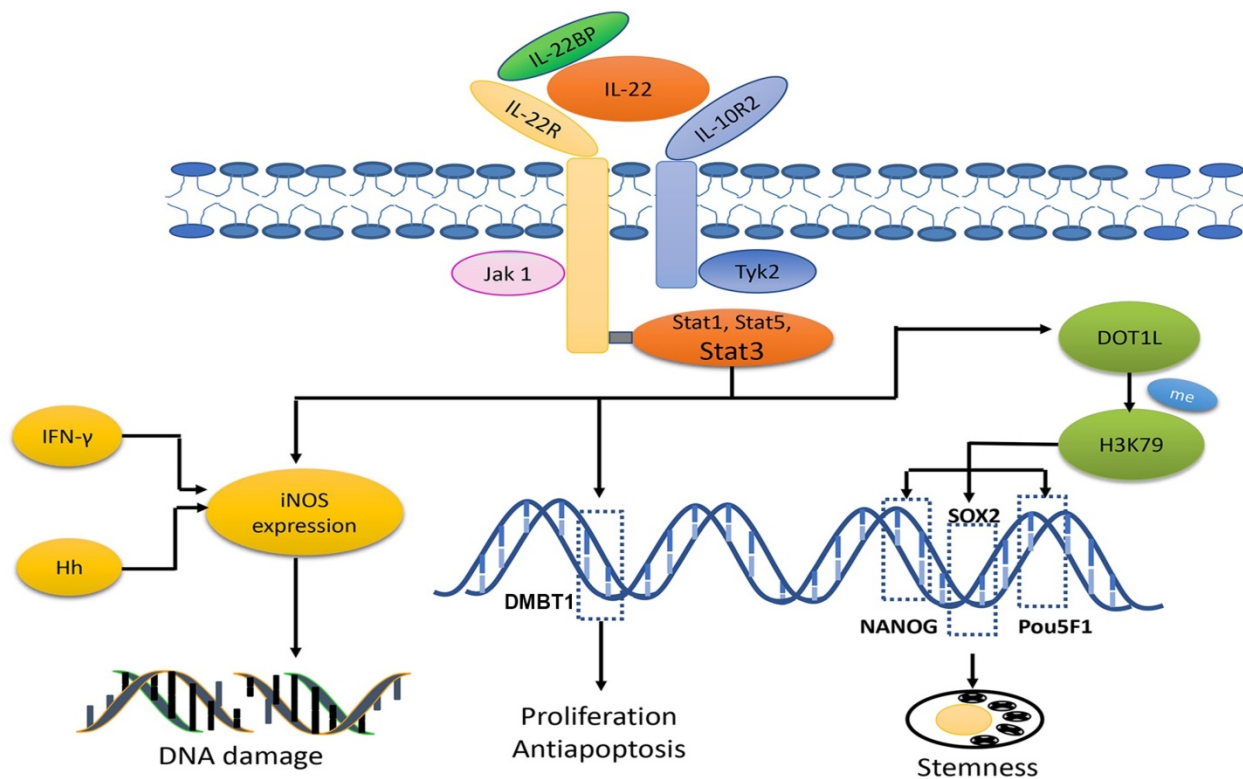 IL-22BP
IL-22
IL-22R
IL-10R2
Jak 1
Tyk2
Stat1, Stat5,
Stat3
DOT1L
me
H3K79
IFN-γ
iNOS
expression
Hh
SOX2
DMBT1
NANOG
Pou5F1
DNA damage
Proliferation
Antiapoptosis
Stemness